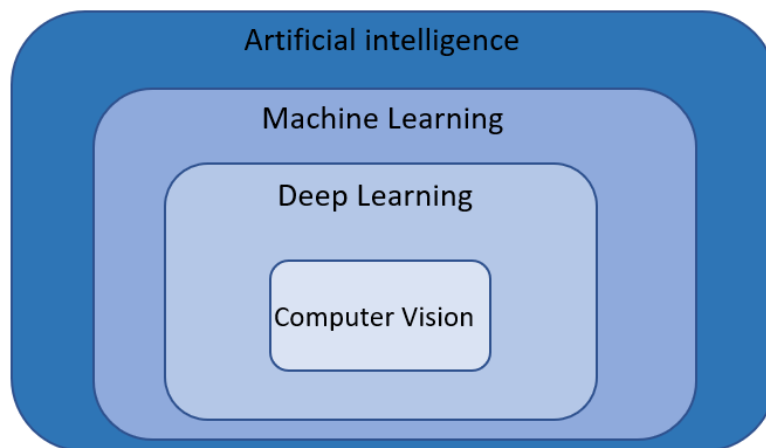 Artificial intelligence
Machine Learning
Deep Learning
Computer Vision